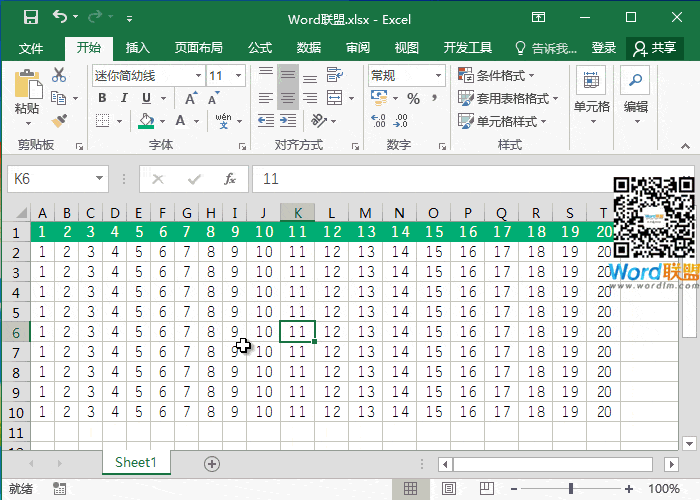 Word联盟.xlsx - Excel
文件 开始 插入 页面布局 公式 数据 审阅 视图 开发工具 告诉我... 登录 共享
迷你简幼线 11 常规 条件格式
粘贴 B I U A A % , 套用表格格式 单元格 编辑
A wén 文 .00 .00 单元格样式
剪贴板 字体 对齐方式 数字 样式
K6 fx 11
A B C D E F G H I J K L M N O P Q R S T
1 1 2 3 4 5 6 7 8 9 10 11 12 13 14 15 16 17 18 19 20
2 1 2 3 4 5 6 7 8 9 10 11 12 13 14 15 16 17 18 19 20
3 1 2 3 4 5 6 7 8 9 10 11 12 13 14 15 16 17 18 19 20
Word联盟
www.wordlm.com
4 1 2 3 4 5 6 7 8 9 10 11 12 13 14 15 16 17 18 19 20
5 1 2 3 4 5 6 7 8 9 10 11 12 13 14 15 16 17 18 19 20
6 1 2 3 4 5 6 7 8 9 10 11 12 13 14 15 16 17 18 19 20
7 1 2 3 4 5 6 7 8 9 10 11 12 13 14 15 16 17 18 19 20
8 1 2 3 4 5 6 7 8 9 10 11 12 13 14 15 16 17 18 19 20
9 1 2 3 4 5 6 7 8 9 10 11 12 13 14 15 16 17 18 19 20
10 1 2 3 4 5 6 7 8 9 10 11 12 13 14 15 16 17 18 19 20
11
Sheet1
就绪 100%